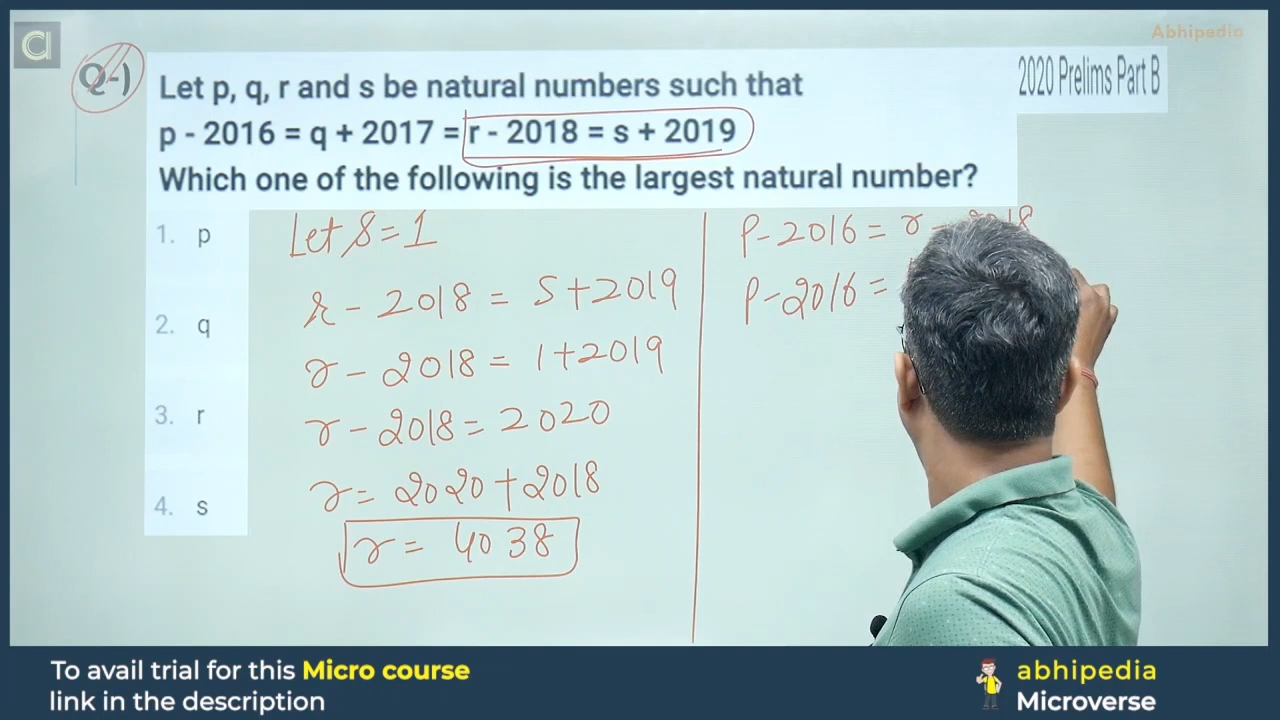 Abhipedia
Q-1
Let p, q, r and s be natural numbers such that
2020 Prelims Part B
p - 2016 = q + 2017 = r - 2018 = s + 2019
Which one of the following is the largest natural number?
1. p
2. q
3. r
4. s
Let s=1
r - 2018 = s+2019
r - 2018 = 1+2019
r - 2018 = 2020
r = 2020+2018
r = 4038
P-2016 = r - 2018
P-2016 =
To avail trial for this Micro course
link in the description
abhipedia
Microverse